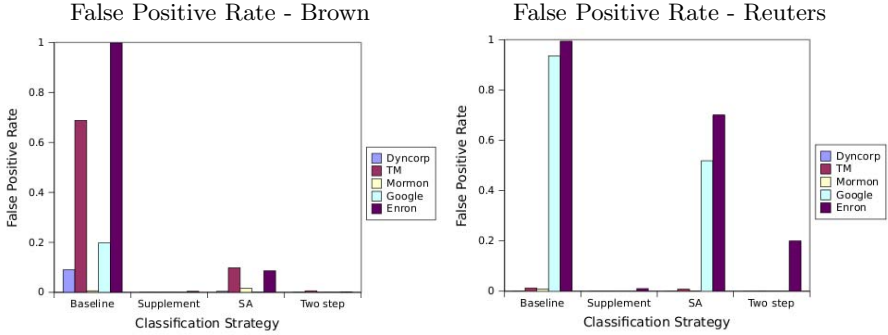 False Positive Rate - Brown
False Positive Rate
1
0.8
0.6
0.4
0.2
0
Baseline Supplement SA Two step
Classification Strategy
Dyncorp
TM
Mormon
Google
Enron
False Positive Rate - Reuters
False Positive Rate
1
0.8
0.6
0.4
0.2
0
Baseline Supplement SA Two step
Classification Strategy
Dyncorp
TM
Mormon
Google
Enron